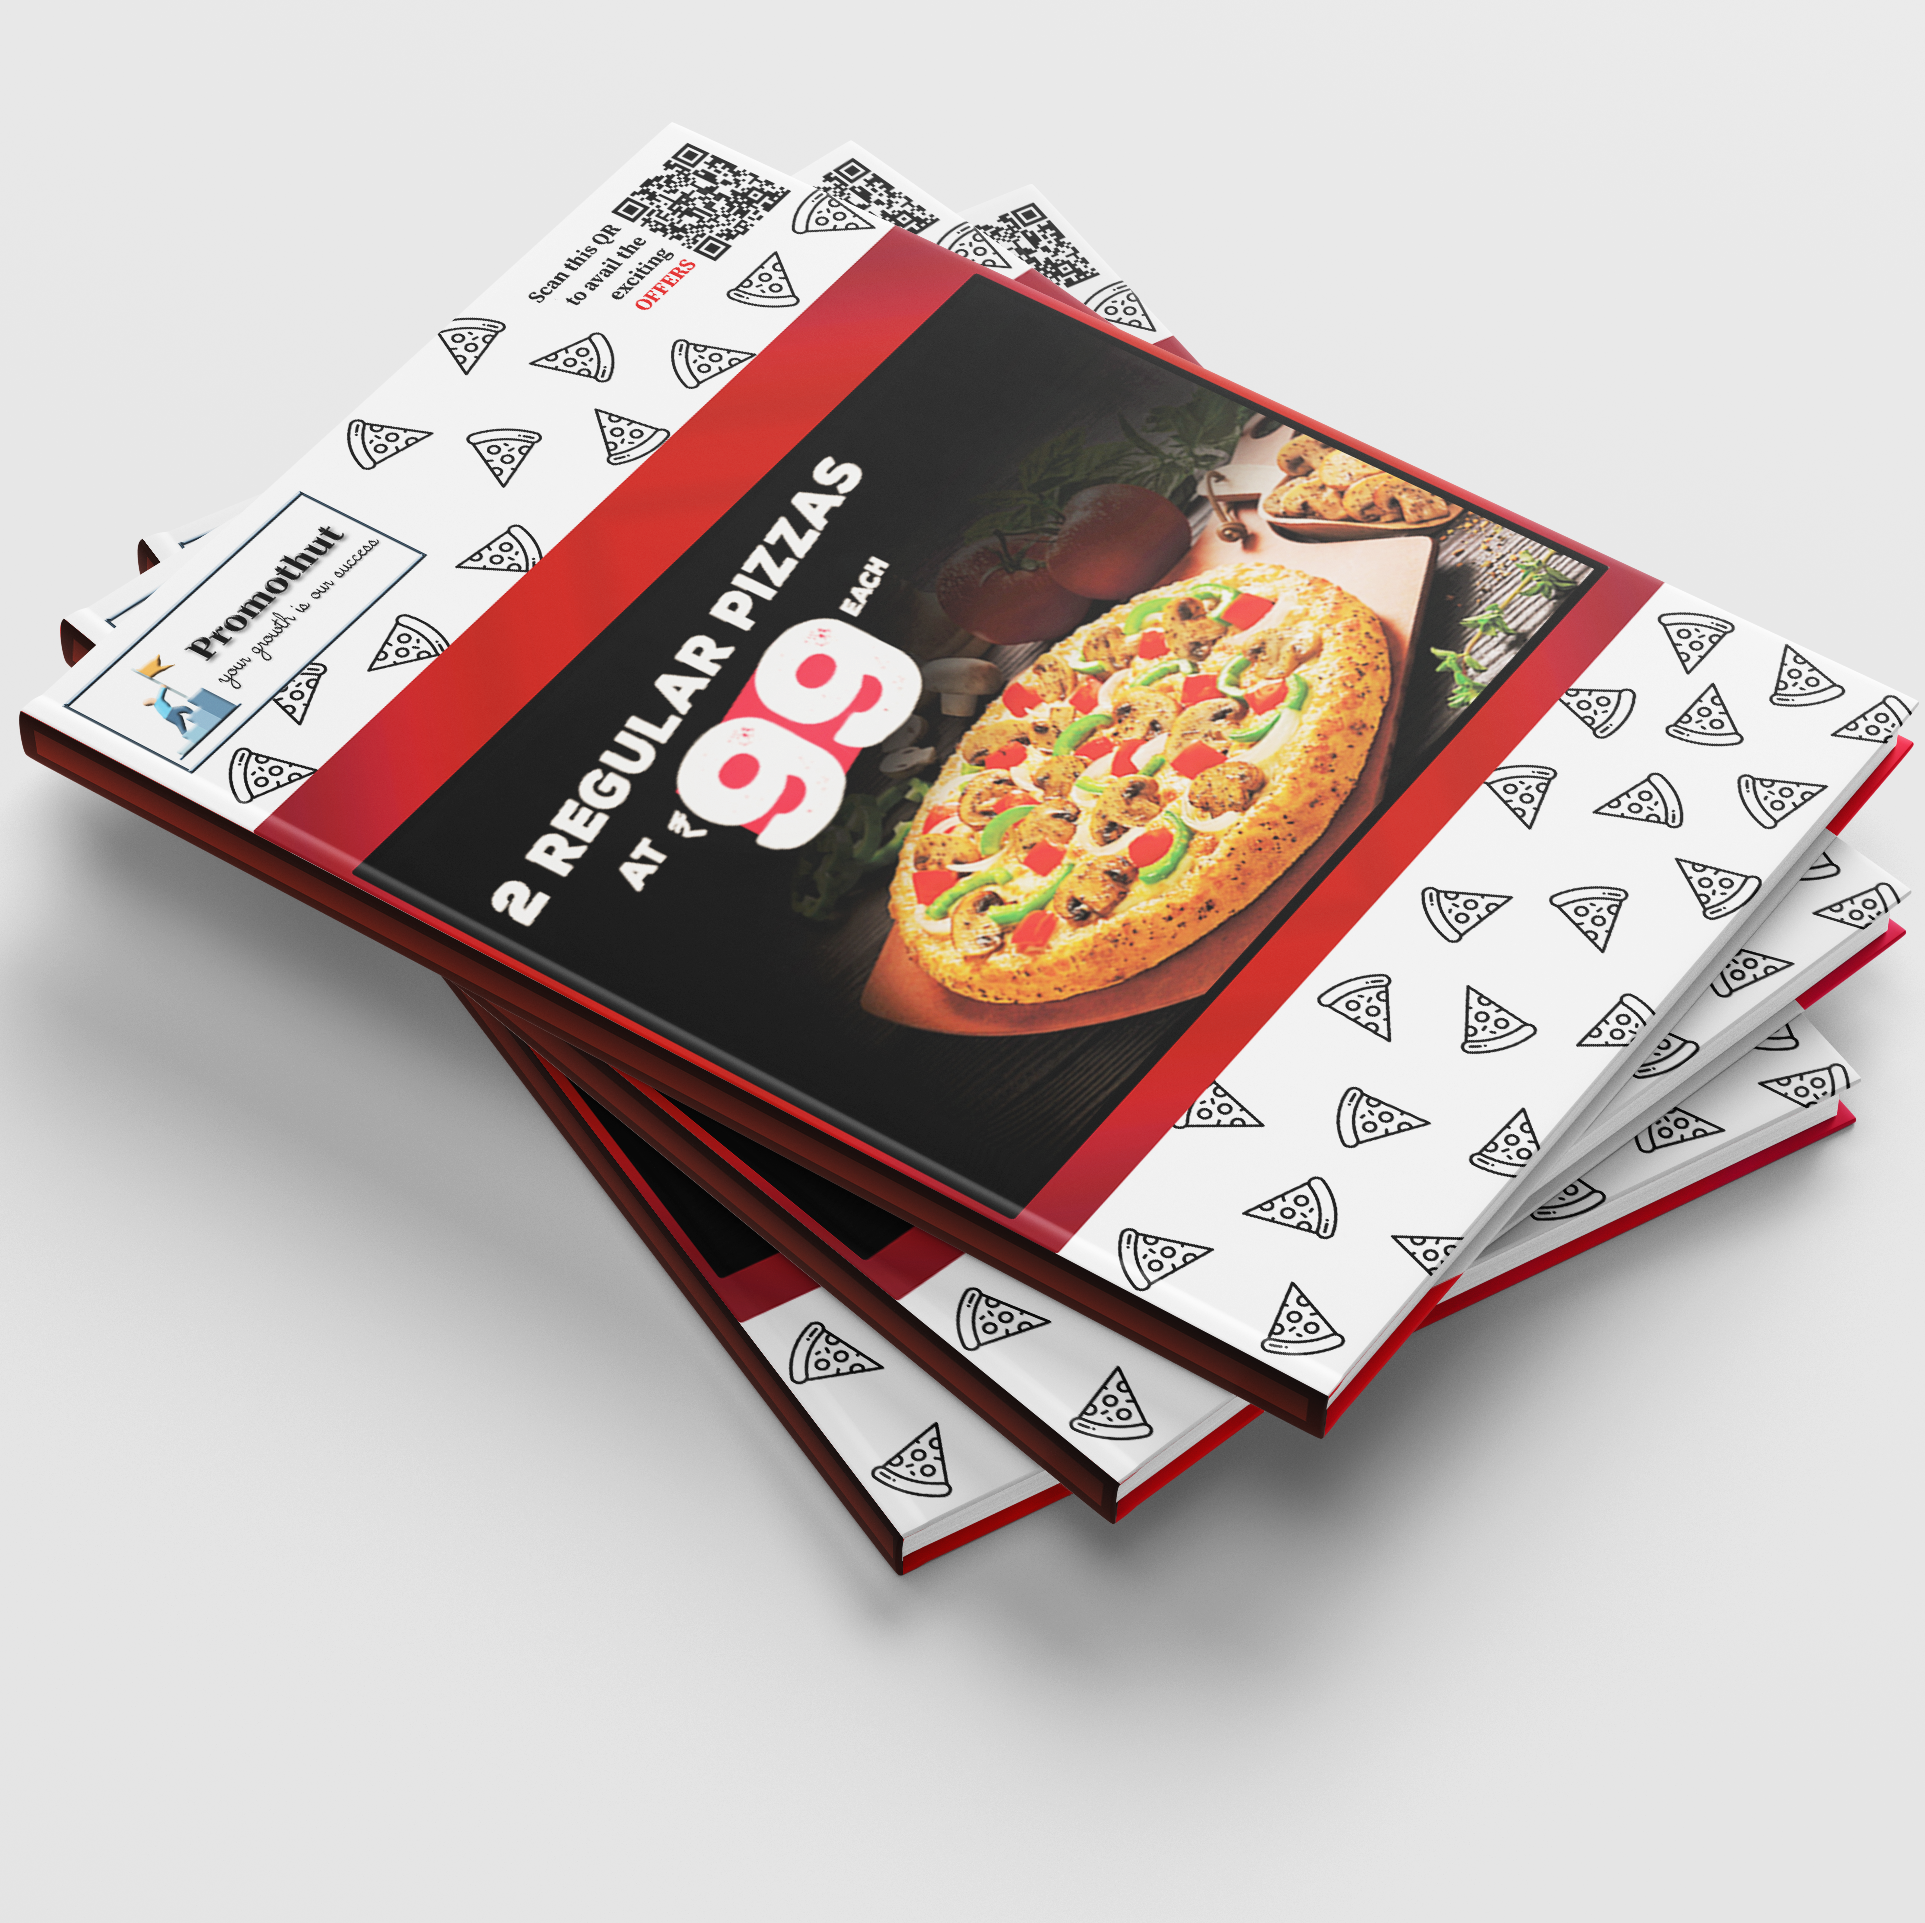 Promothut
your growth is our success
Scan this QR
to avail the
exciting
OFFERS
2 REGULAR PIZZAS
AT ₹99 EACH